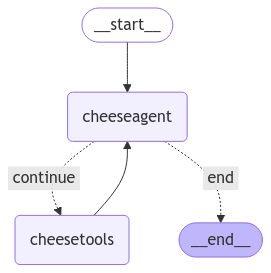 __start__
cheeseagent
continue
end
cheesetools
__end__